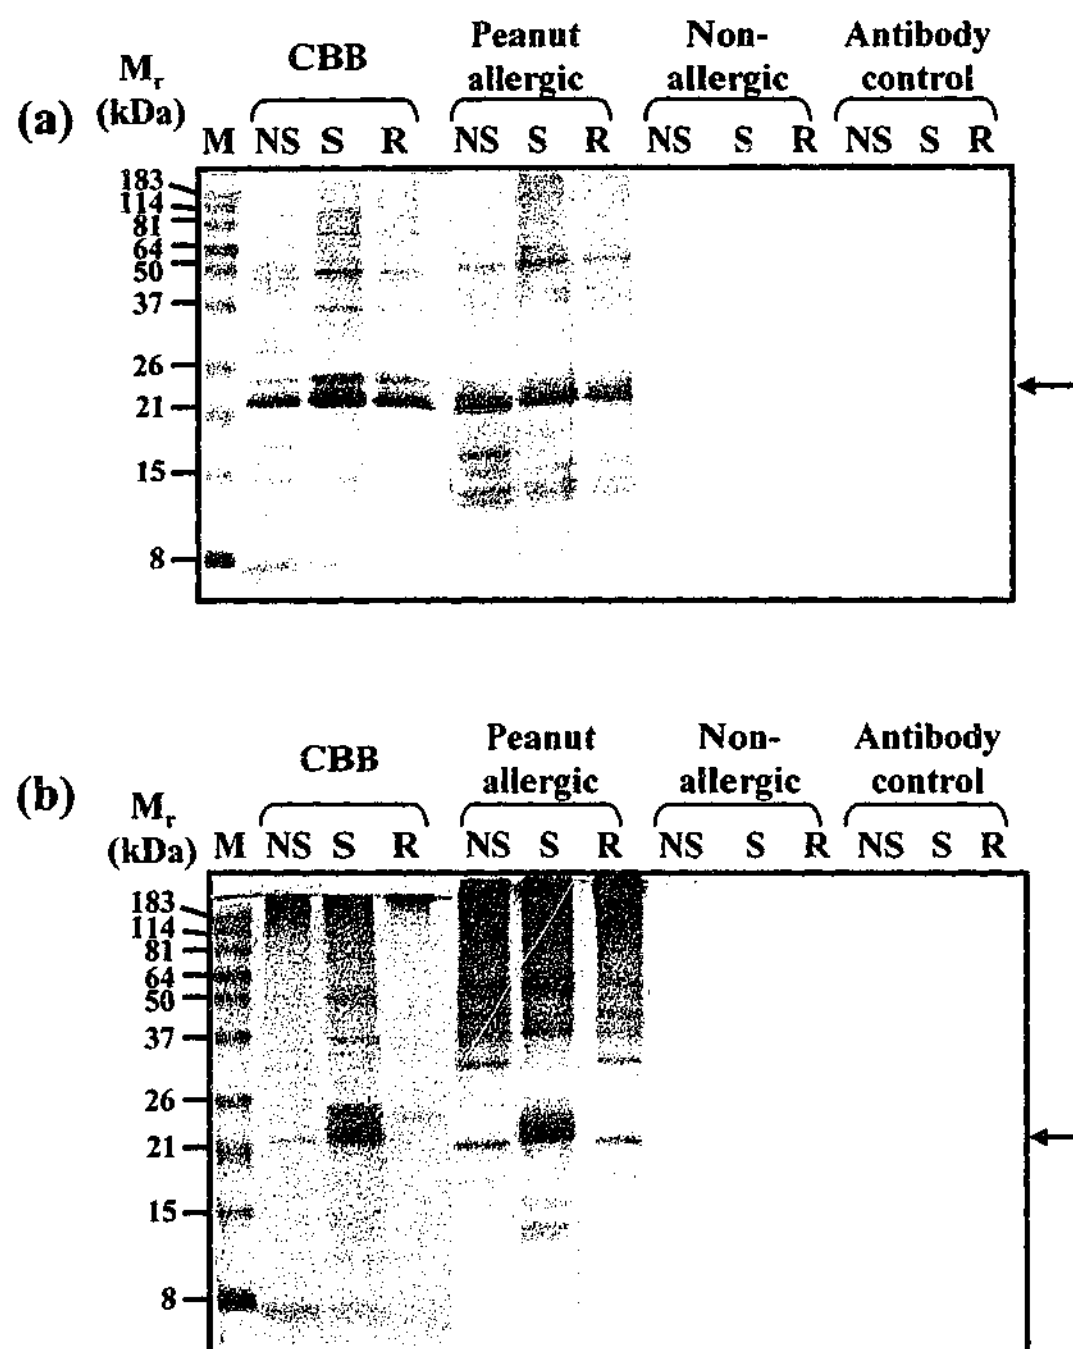 CBB
Peanut allergic
Non-allergic
Antibody control
(a)
Mr (kDa)
M NS S R NS S R NS S R NS S R
183
114
81
64
50
37
26
21
15
8
CBB
Peanut allergic
Non-allergic
Antibody control
(b)
Mr (kDa)
M NS S R NS S R NS S R NS S R
183
114
81
64
50
37
26
21
15
8